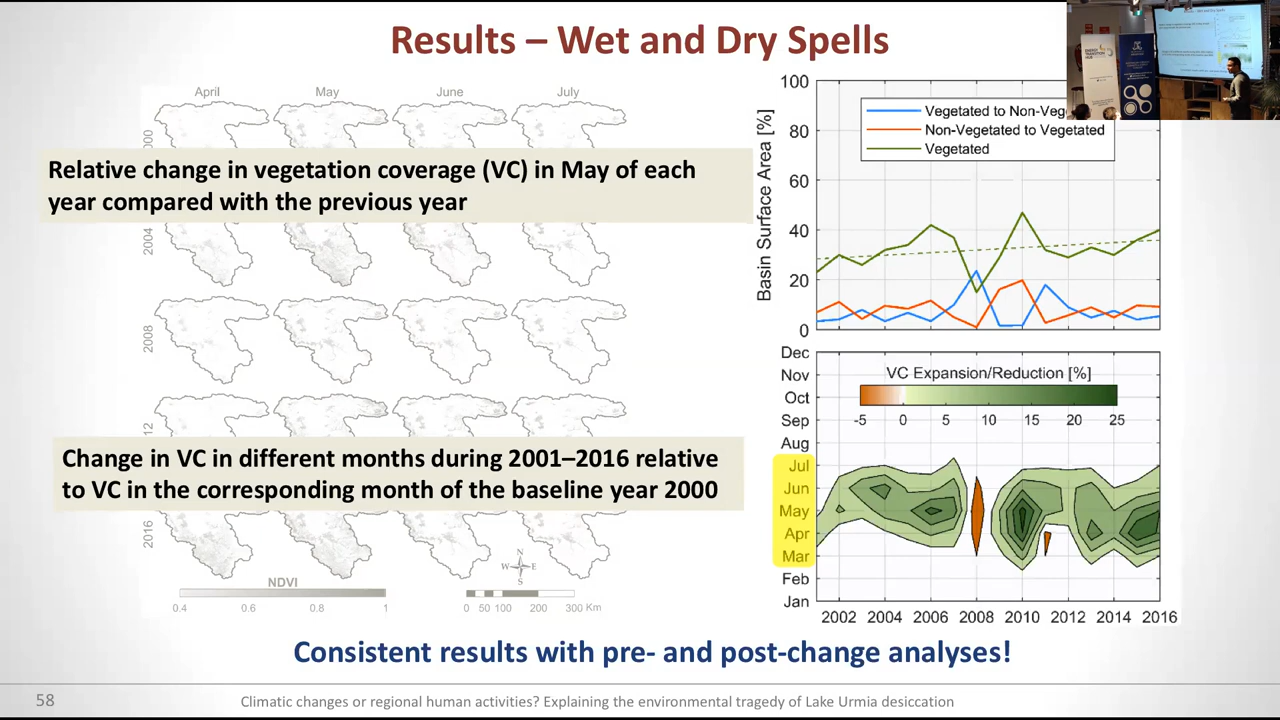 Results – Wet and Dry Spells
April May June July
Relative change in vegetation coverage (VC) in May of each
year compared with the previous year
2004
2008
12
Change in VC in different months during 2001–2016 relative
to VC in the corresponding month of the baseline year 2000
2016
N
W E
S
NDVI
0.4 0.6 0.8 1
0 50 100 200 300 Km
Basin Surface Area [%]
100
80
60
40
20
0
Vegetated to Non-Veg
Non-Vegetated to Vegetated
Vegetated
Dec
Nov
Oct
Sep
Aug
Jul
Jun
May
Apr
Mar
Feb
Jan
VC Expansion/Reduction [%]
-5 0 5 10 15 20 25
2002 2004 2006 2008 2010 2012 2014 2016
Consistent results with pre- and post-change analyses!
58
Climatic changes or regional human activities? Explaining the environmental tragedy of Lake Urmia desiccation